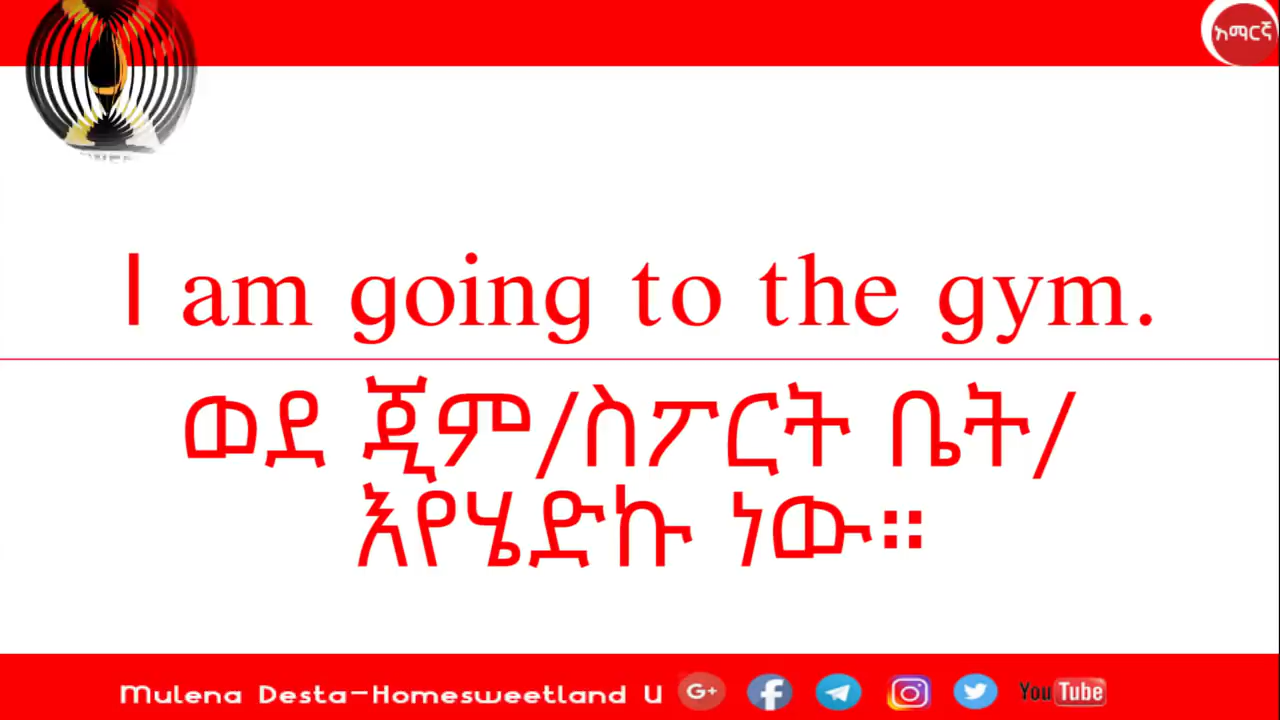 አማርኛ
I am going to the gym.
ወደ ጂም/ስፖርት ቤት/
እየሄድኩ ነው።
Mulena Desta-Homesweetland U
G+
You Tube